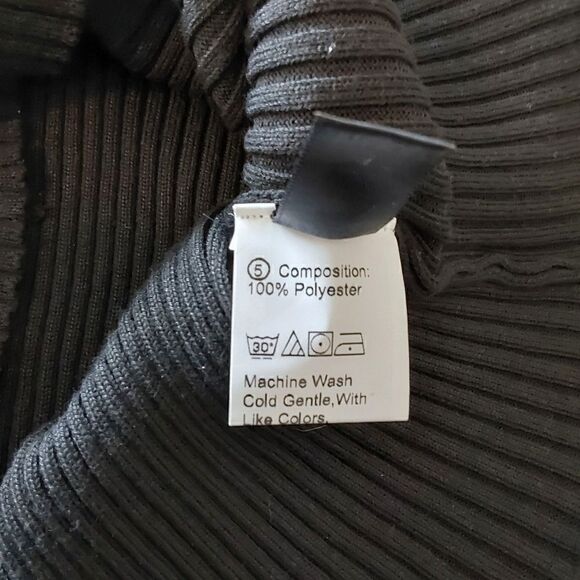 5 Composition:
100% Polyester
30°
Machine Wash
Cold Gentle,With
Like Colors.